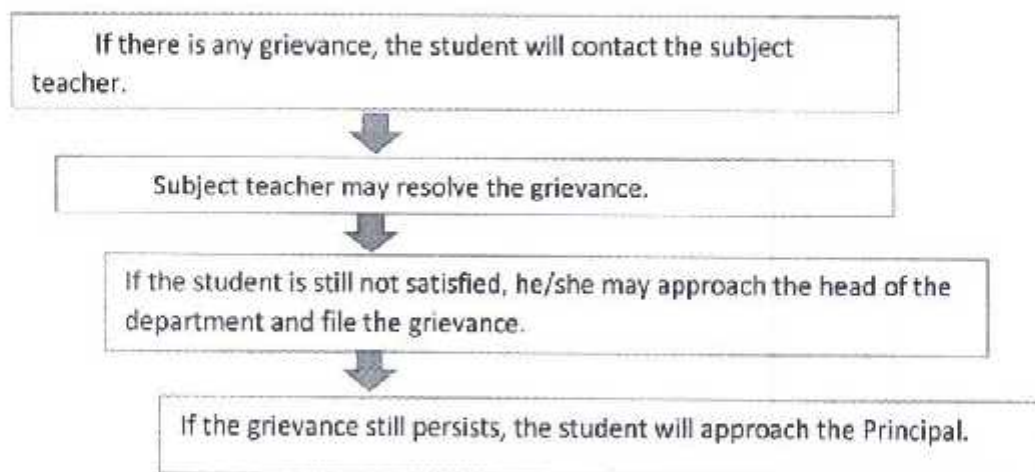 If there is any grievance, the student will contact the subject
teacher.
Subject teacher may resolve the grievance.
If the student is still not satisfied, he/she may approach the head of the
department and file the grievance.
If the grievance still persists, the student will approach the Principal.